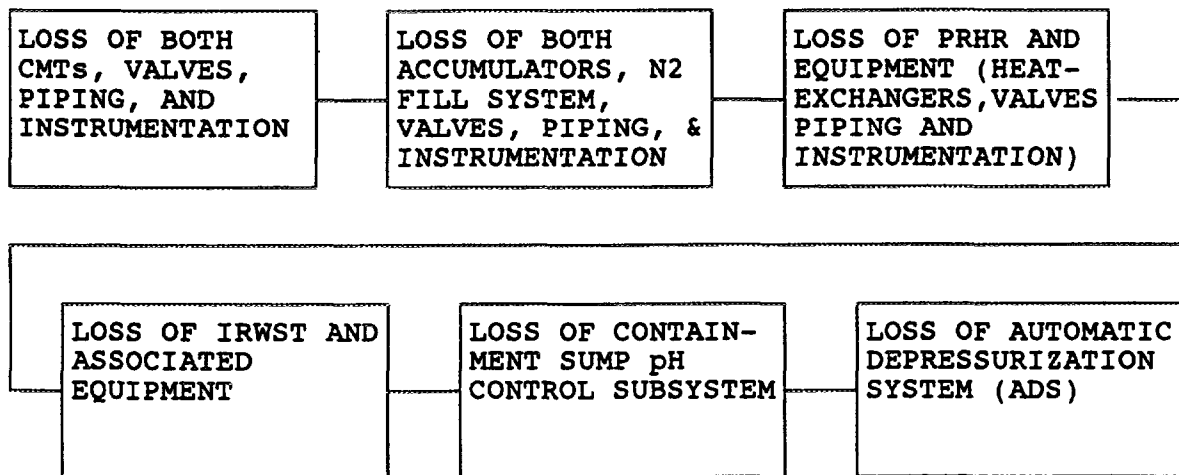 LOSS OF BOTH
CMTs, VALVES,
PIPING, AND
INSTRUMENTATION
LOSS OF BOTH
ACCUMULATORS, N2
FILL SYSTEM,
VALVES, PIPING, &
INSTRUMENTATION
LOSS OF PRHR AND
EQUIPMENT (HEAT-
EXCHANGERS,VALVES
PIPING AND
INSTRUMENTATION)
LOSS OF IRWST AND
ASSOCIATED
EQUIPMENT
LOSS OF CONTAIN-
MENT SUMP pH
CONTROL SUBSYSTEM
LOSS OF AUTOMATIC
DEPRESSURIZATION
SYSTEM (ADS)